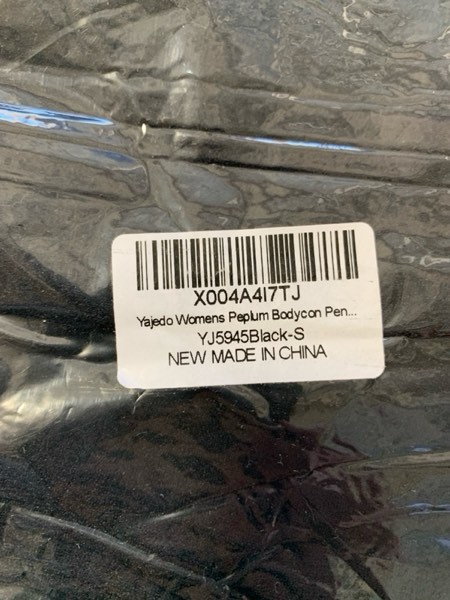 X004A4I7TJ
Yajedo Womens Peplum Bodycon Pen...
YJ5945Black-S
NEW MADE IN CHINA